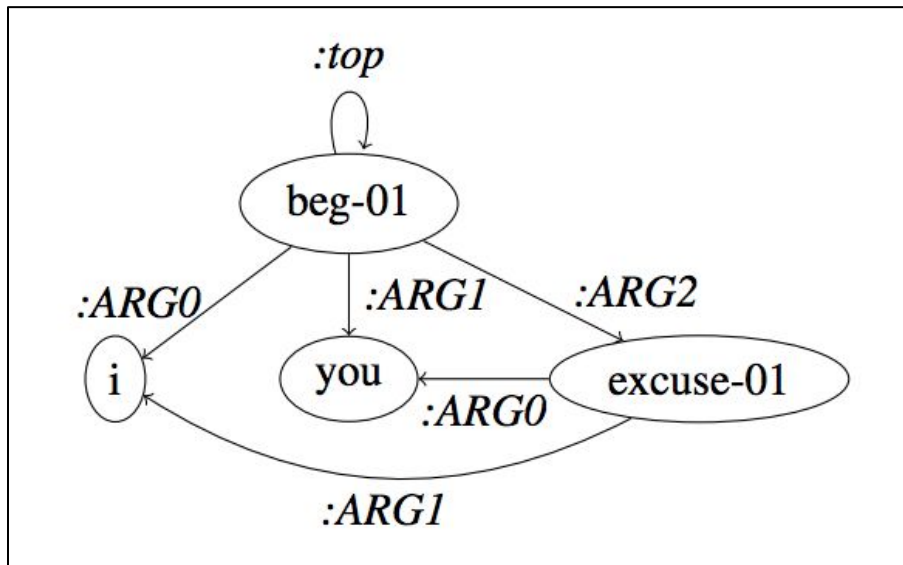 :top
beg-01
:ARG0
:ARG1
:ARG2
i
you
excuse-01
:ARG0
:ARG1